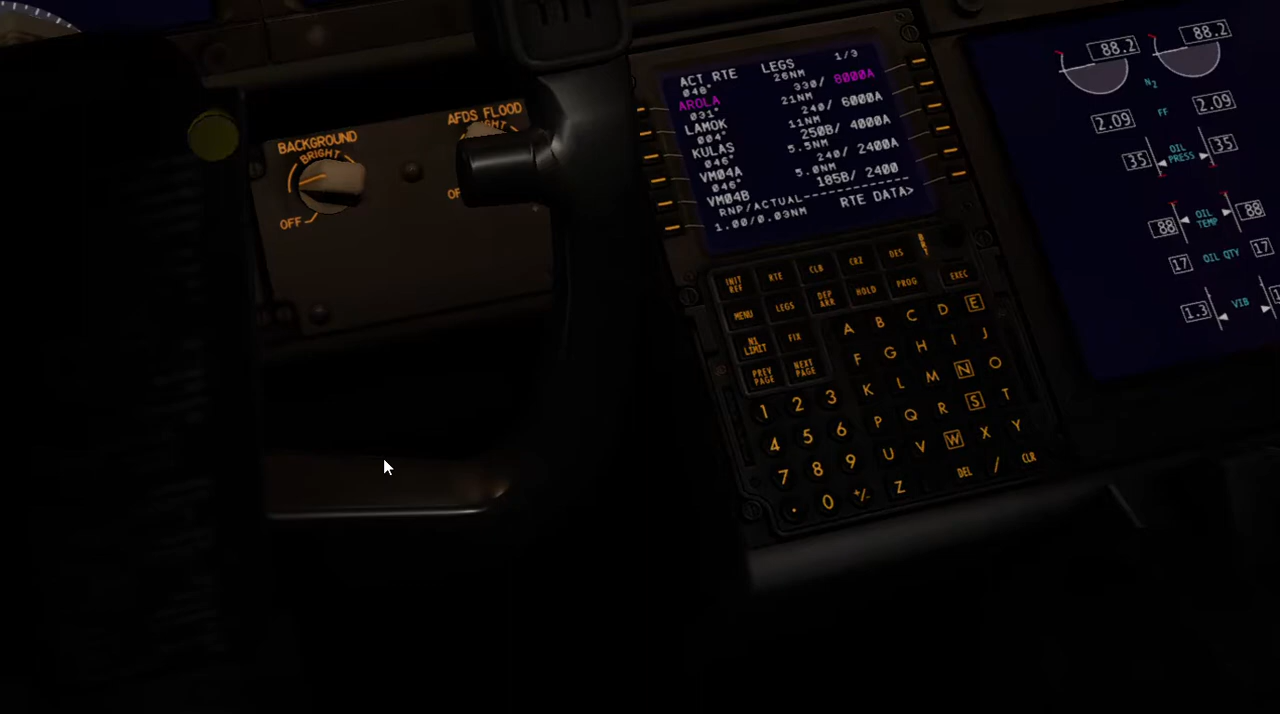 BACKGROUND
BRIGHT
OFF
AFDS FLOOD
ACT RTE LEGS 1/3
048° 26NM
AROLA 330/ 8000A
031° 21NM
LAMOK 240/ 6000A
004° 11NM
KULAS 250B/ 4000A
046° 5.5NM
VM04A 240/ 2400A
046° 5.0NM
VM04B 185B/ 2400
RNP/ACTUAL--------------
1.00/0.03NM RTE DATA>
INIT REF RTE CLB CRZ DES
MENU LEGS DEP ARR HOLD PROG EXEC
N1 LIMIT FIX
PREV PAGE NEXT PAGE
A B C D E
F G H I J
K L M N O
P Q R S T
U V W X Y
Z DEL / CLR
1 2 3
4 5 6
7 8 9
. 0 +/-
88.2 88.2
N2
2.09 FF 2.09
35 OIL PRESS 35
88 OIL TEMP 88
17 OIL QTY 17
1.3 VIB